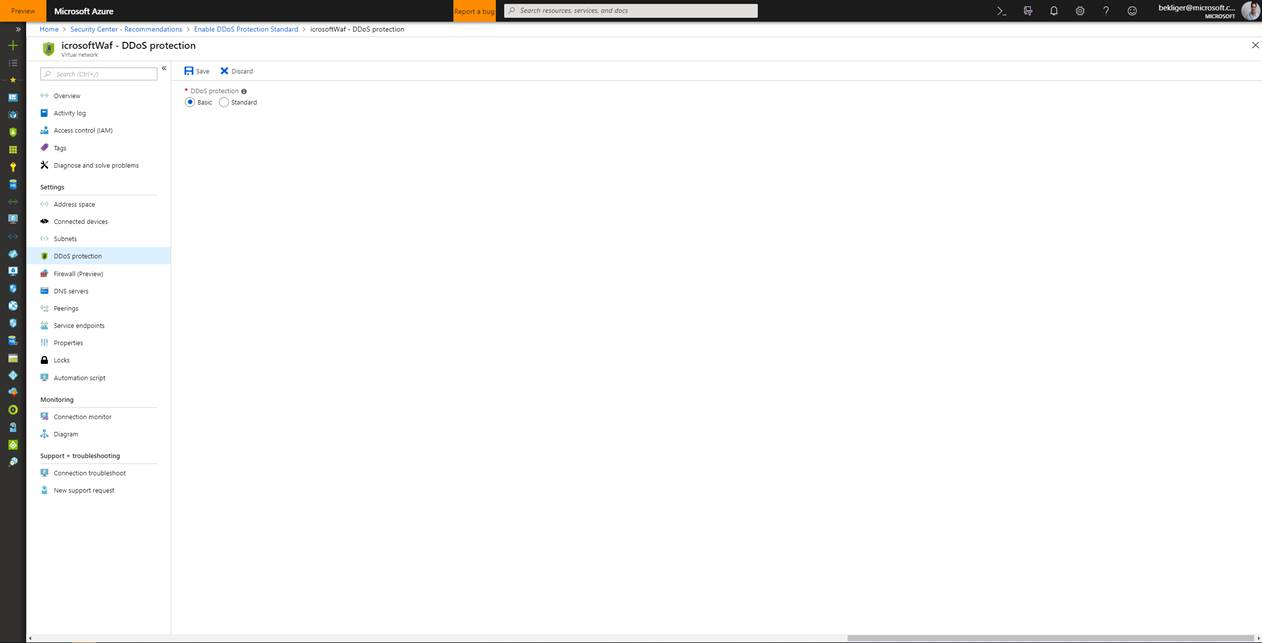 Preview
Microsoft Azure
Report a bug
Search resources, services, and docs
bekliger@microsoft.c...
MICROSOFT
Home > Security Center - Recommendations > Enable DDoS Protection Standard > icrosoftWaf - DDoS protection
icrosoftWaf - DDoS protection
Virtual network
Search (Ctrl+/)
Save
Discard
* DDoS protection
Basic
Standard
Overview
Activity log
Access control (IAM)
Tags
Diagnose and solve problems
Settings
Address space
Connected devices
Subnets
DDoS protection
Firewall (Preview)
DNS servers
Peerings
Service endpoints
Properties
Locks
Automation script
Monitoring
Connection monitor
Diagram
Support + troubleshooting
Connection troubleshoot
New support request